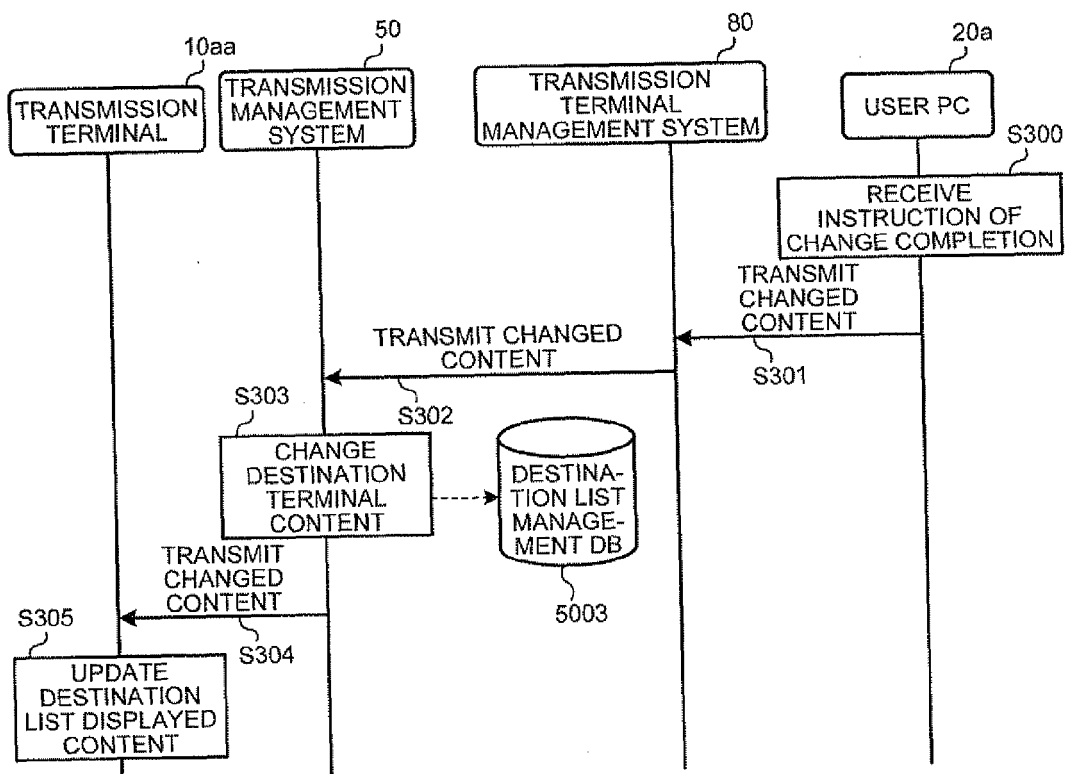 10aa
50
80
20a
TRANSMISSION
TERMINAL
TRANSMISSION
MANAGEMENT
SYSTEM
TRANSMISSION
TERMINAL
MANAGEMENT SYSTEM
USER PC
S300
RECEIVE
INSTRUCTION OF
CHANGE COMPLETION
TRANSMIT
CHANGED
CONTENT
S301
TRANSMIT CHANGED
CONTENT
S302
S303
CHANGE
DESTINATION
TERMINAL
CONTENT
DESTINA-
TION LIST
MANAGE-
MENT DB
5003
TRANSMIT
CHANGED
CONTENT
S304
S305
UPDATE
DESTINATION
LIST DISPLAYED
CONTENT